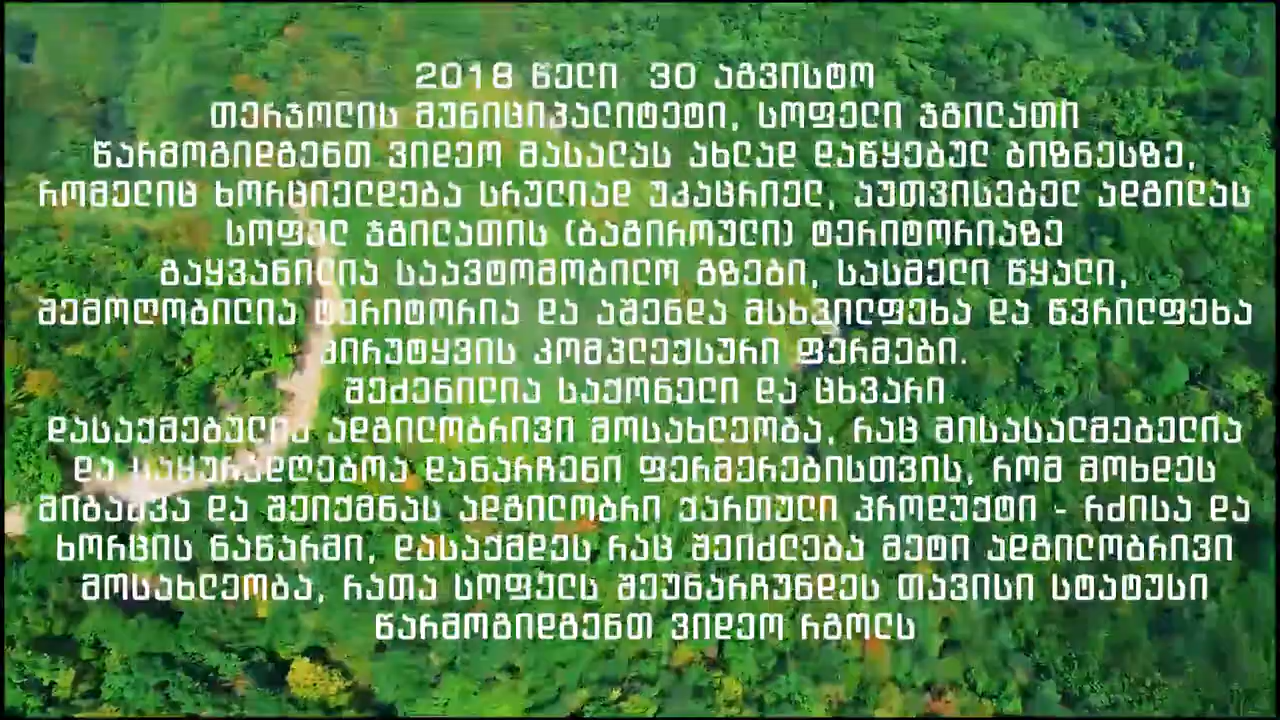 2018 წელი 30 აგვისტო
თერჯოლის მუნიციპალიტეტი, სოფელი ჯგილათი
წარმოგიდგენთ ვიდეო მასალას ახლად დაწყებულ ბიზნესზე,
რომელიც ხორციელდება სრულიად უკაცრიელ, აუთვისებელ ადგილას
სოფელ ჯგილათის (ბაგიროული) ტერიტორიაზე
გაყვანილია საავტომობილო გზები, სასმელი წყალი,
შემოღობილია ტერიტორია და აშენდა მსხვილფეხა და წვრილფეხა
პირუტყვის კომპლექსური ფერმები.
შეძენილია საქონელი და ცხვარი
დასაქმებულია ადგილობრივი მოსახლეობა, რაც მისასალმებელია
და საყურადღებოა დანარჩენი ფერმერებისთვის, რომ მოხდეს
მიბაძვა და შეიქმნას ადგილობრი ქართული პროდუქტი - რძისა და
ხორცის ნაწარმი, დასაქმდეს რაც შეიძლება მეტი ადგილობრივი
მოსახლეობა, რათა სოფელს შეუნარჩუნდეს თავისი სტატუსი
წარმოგიდგენთ ვიდეო რგოლს